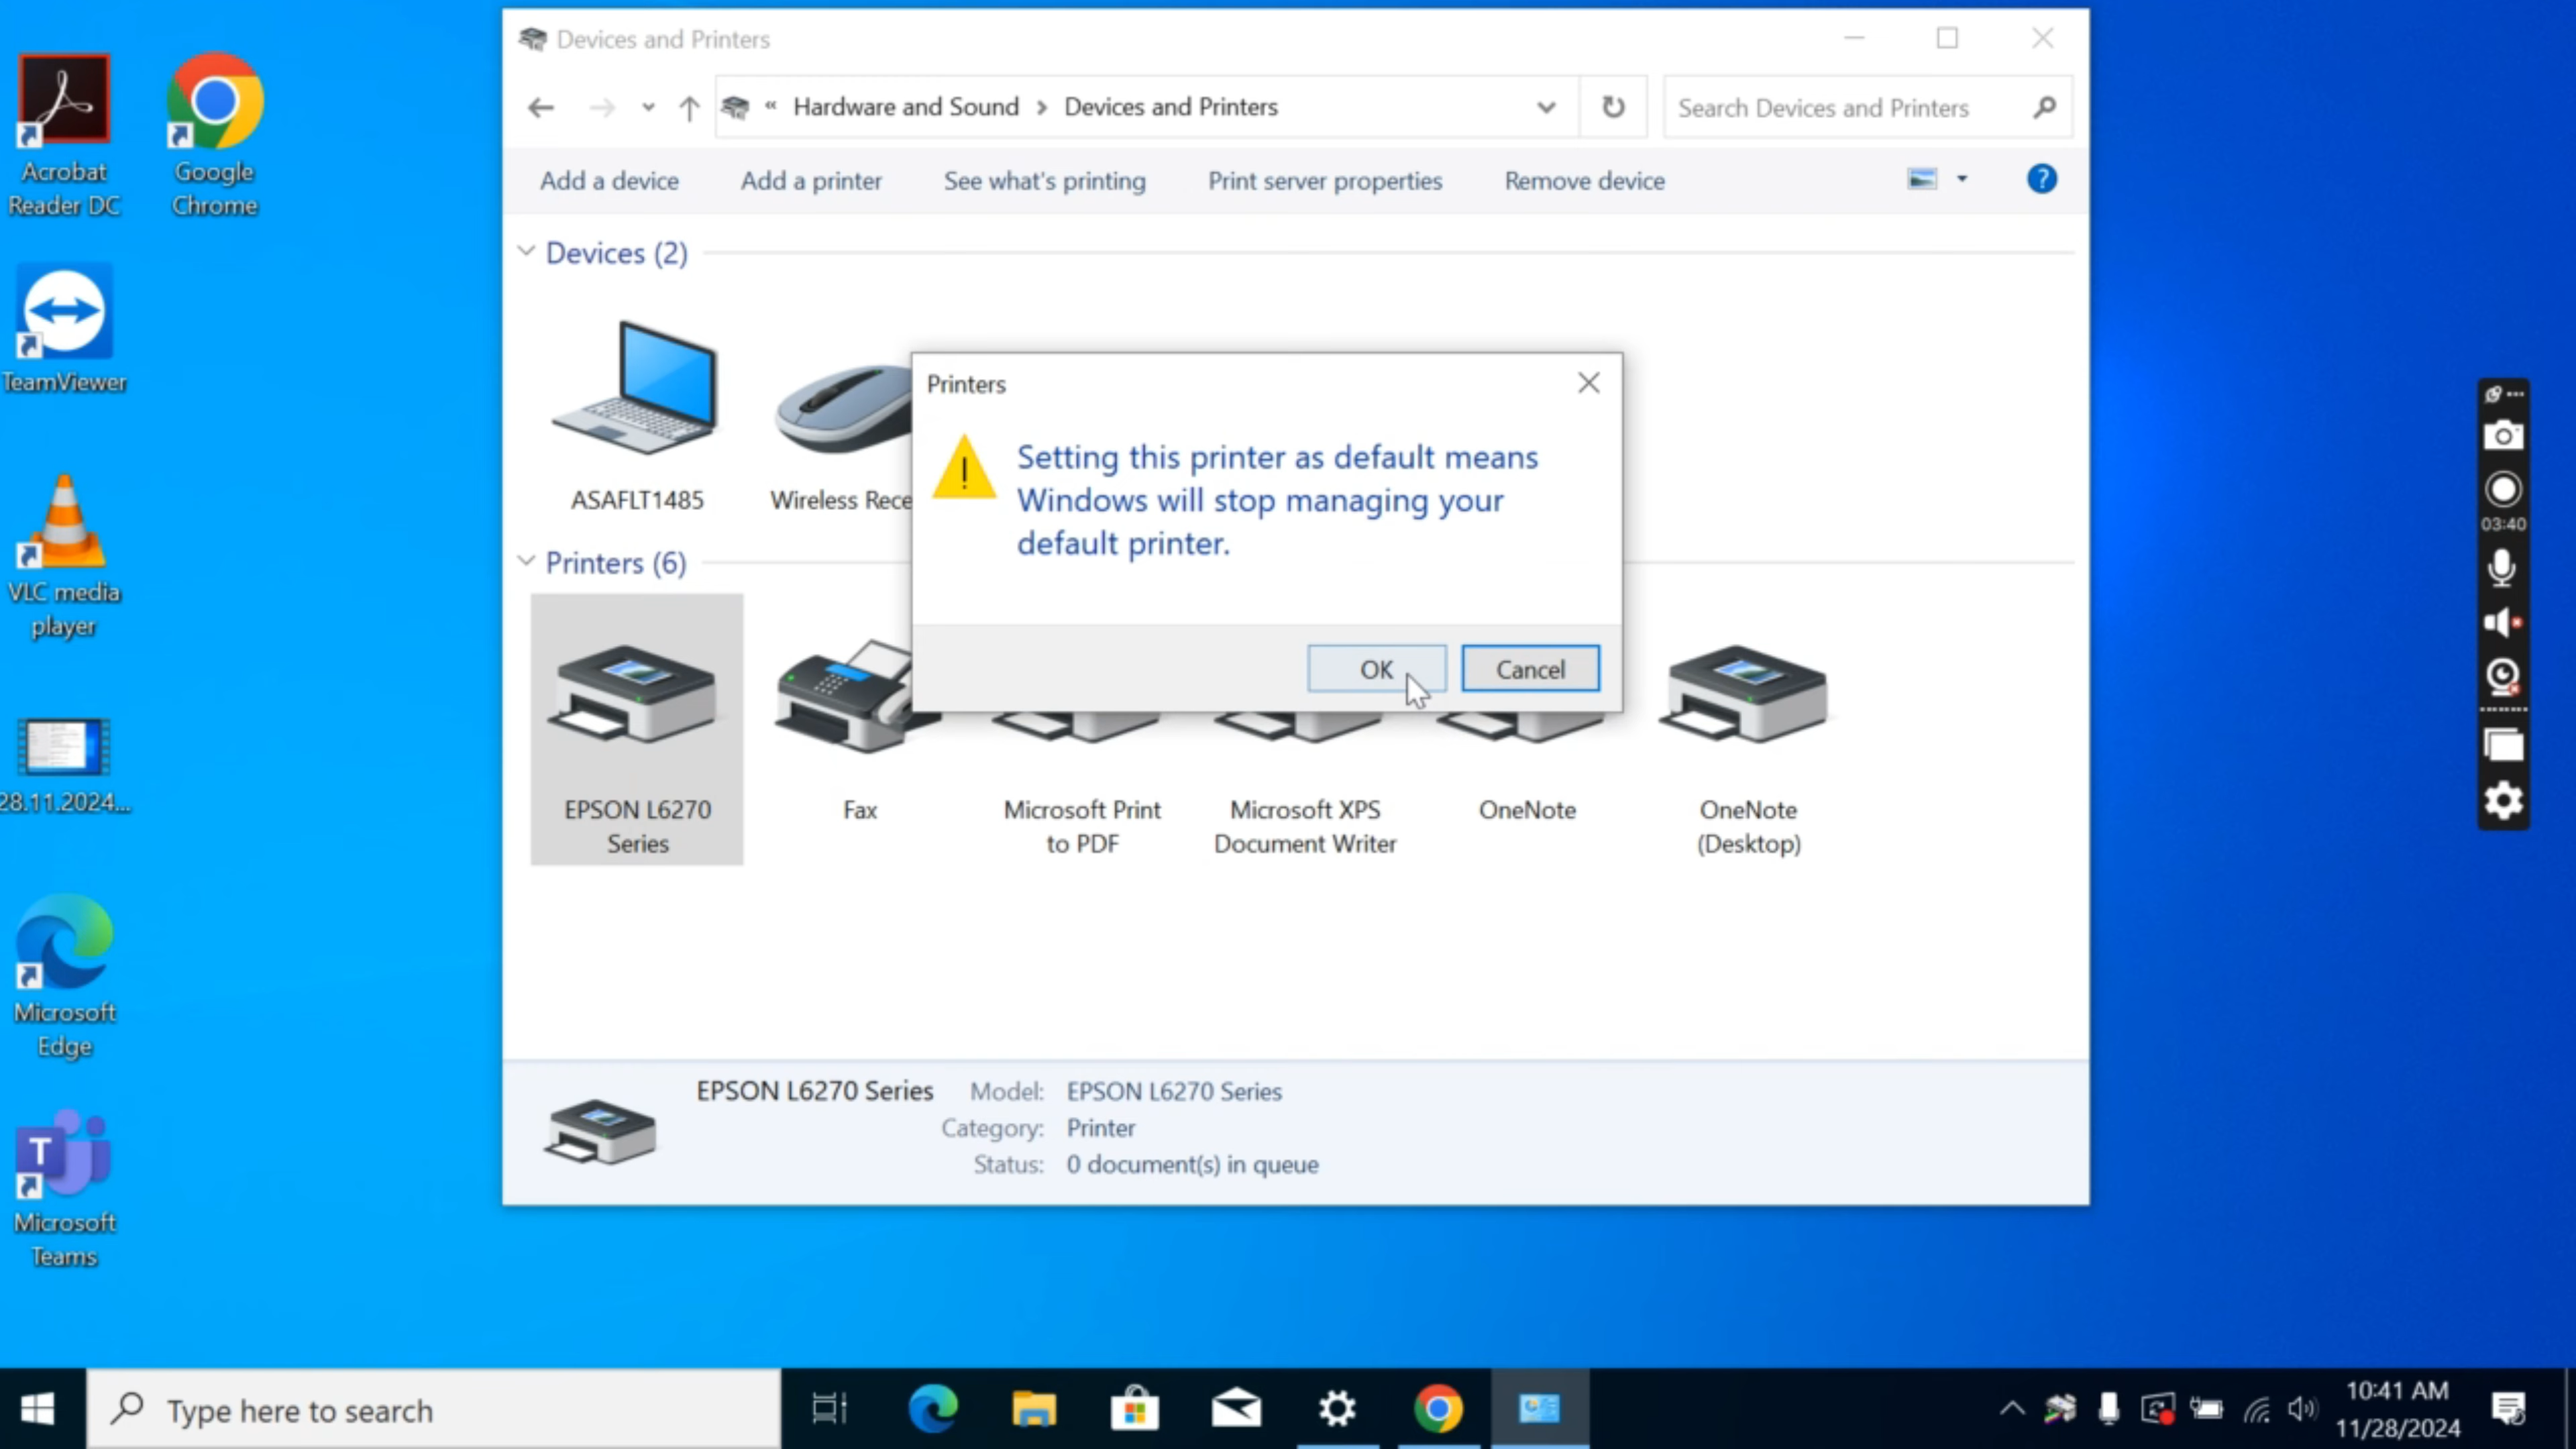 Devices and Printers
« Hardware and Sound > Devices and Printers
Search Devices and Printers
Add a device
Add a printer
See what's printing
Print server properties
Remove device
?
Devices (2)
ASAFLT1485
Wireless Rece
Printers
Setting this printer as default means
Windows will stop managing your
default printer.
OK
Cancel
Printers (6)
EPSON L6270
Series
Fax
Microsoft Print
to PDF
Microsoft XPS
Document Writer
OneNote
OneNote
(Desktop)
EPSON L6270 Series
Model: EPSON L6270 Series
Category: Printer
Status: 0 document(s) in queue
Acrobat
Reader DC
Google
Chrome
TeamViewer
VLC media
player
28.11.2024...
Microsoft
Edge
T
Microsoft
Teams
03:40
Type here to search
10:41 AM
11/28/2024